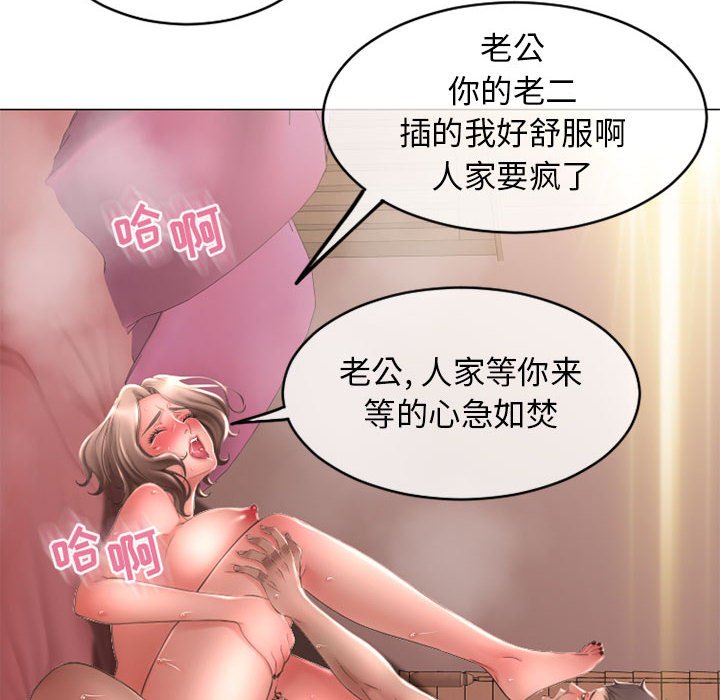 老公
你的老二
插的我好舒服啊
人家要疯了
哈啊
老公,人家等你来
等的心急如焚
哈啊